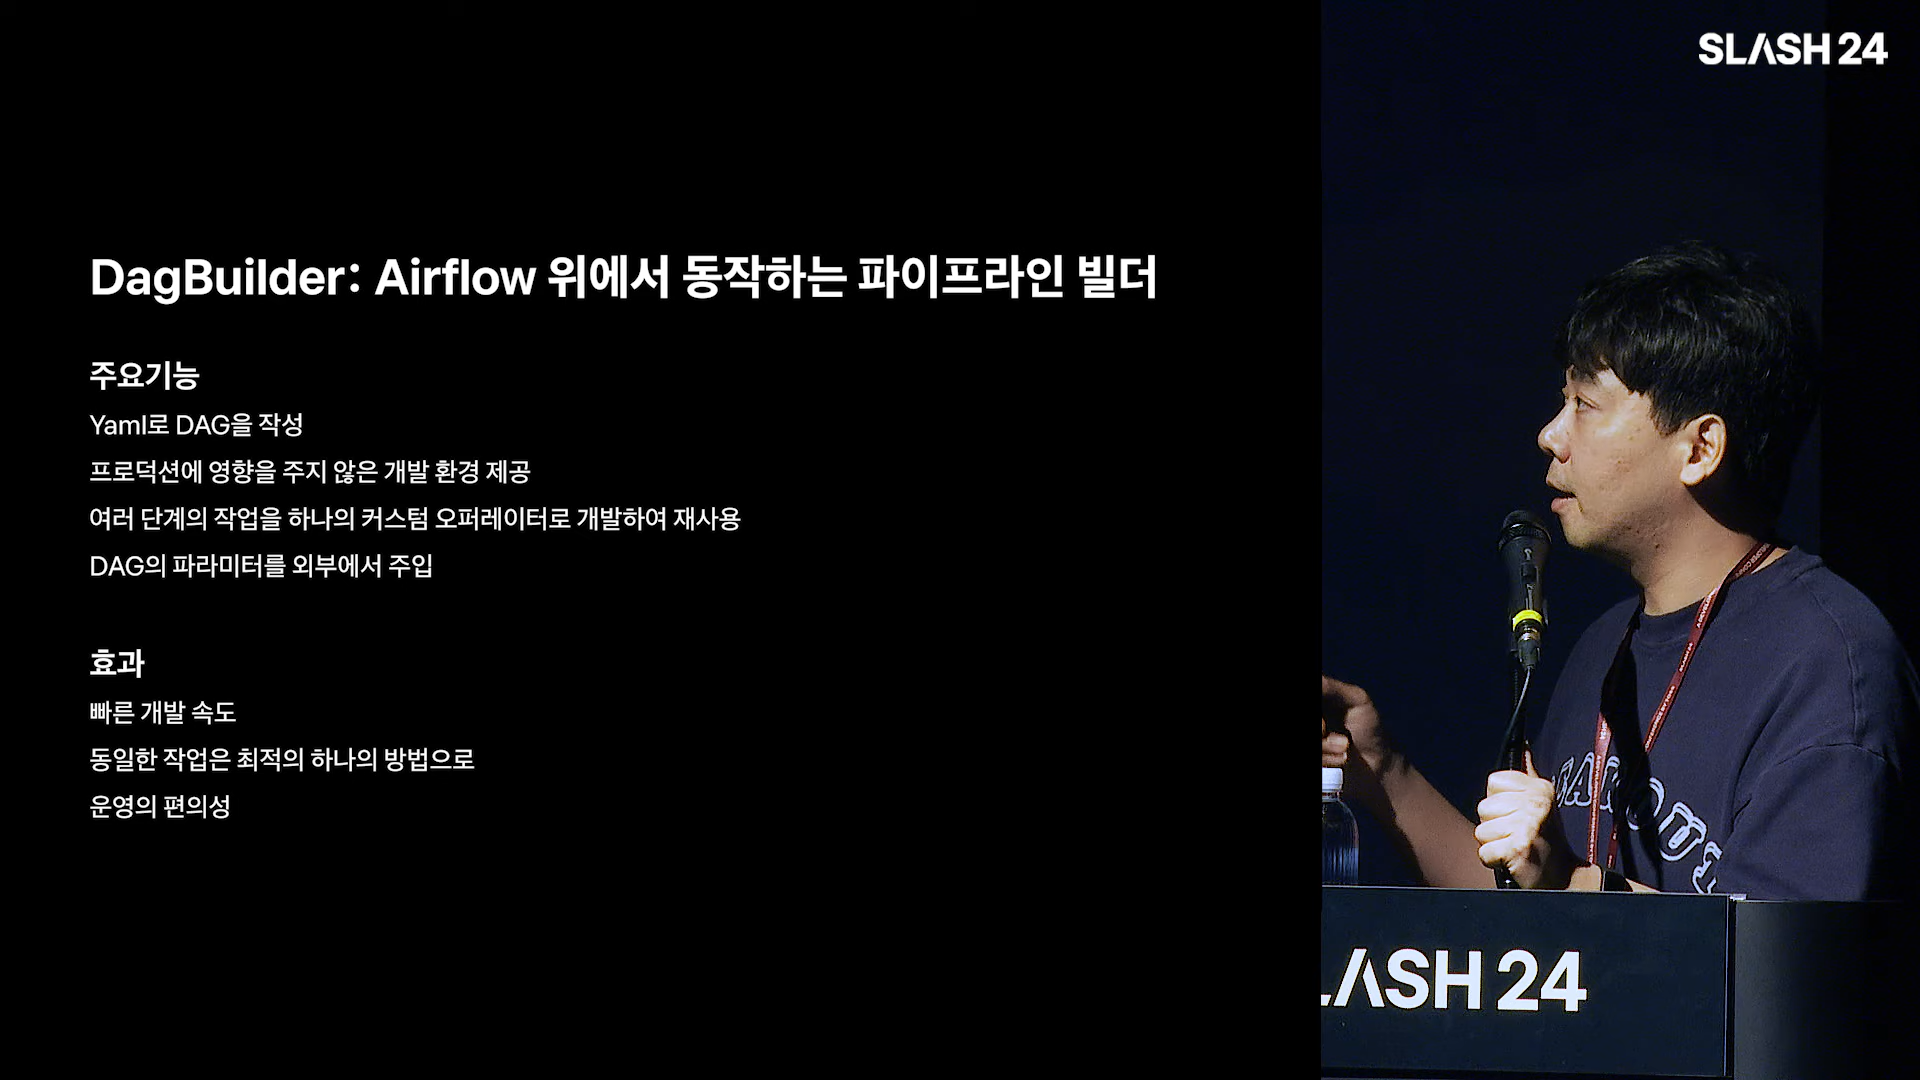 SLASH 24
DagBuilder: Airflow 위에서 동작하는 파이프라인 빌더
주요기능
Yaml로 DAG을 작성
프로덕션에 영향을 주지 않은 개발 환경 제공
여러 단계의 작업을 하나의 커스텀 오퍼레이터로 개발하여 재사용
DAG의 파라미터를 외부에서 주입
효과
빠른 개발 속도
동일한 작업은 최적의 하나의 방법으로
운영의 편의성
LASH 24